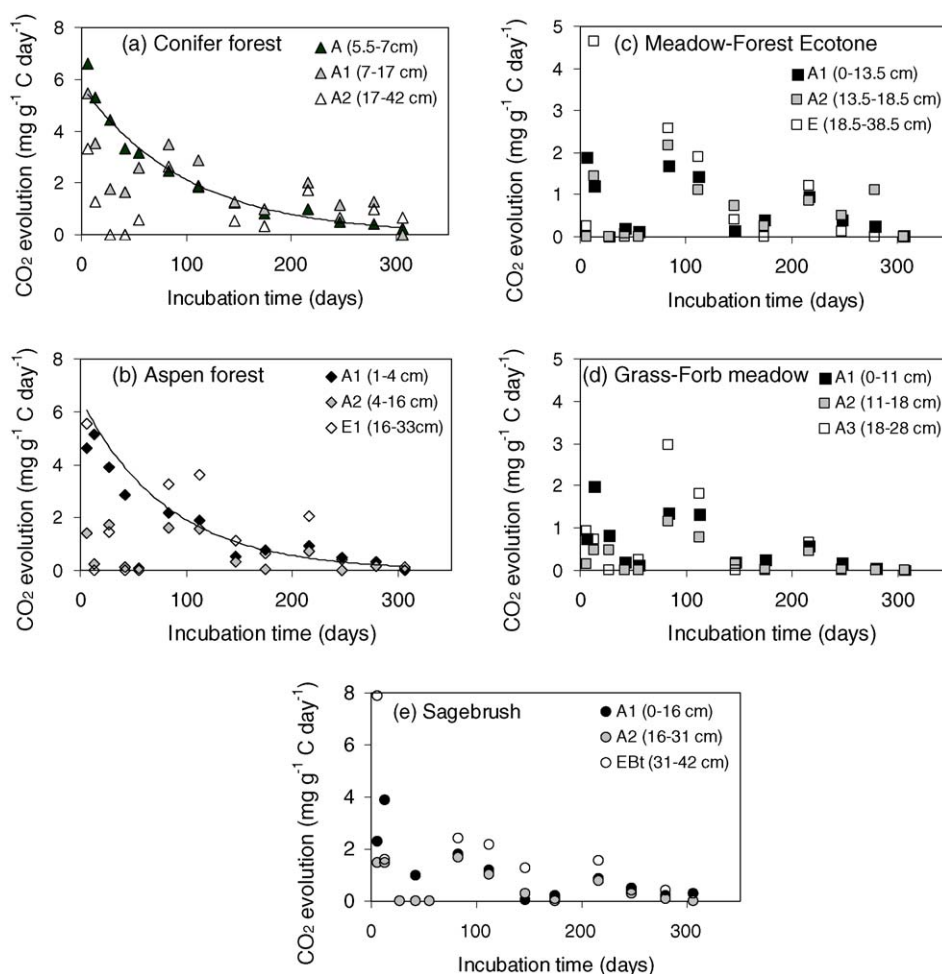 (a) Conifer forest
A (5.5-7cm)
A1 (7-17 cm)
A2 (17-42 cm)
CO₂ evolution (mg g⁻¹ C day⁻¹)
8
6
4
2
0
0 100 200 300
Incubation time (days)
(c) Meadow-Forest Ecotone
A1 (0-13.5 cm)
A2 (13.5-18.5 cm)
E (18.5-38.5 cm)
CO₂ evolution (mg g⁻¹ C day⁻¹)
5
4
3
2
1
0
0 100 200 300
Incubation time (days)
(b) Aspen forest
A1 (1-4 cm)
A2 (4-16 cm)
E1 (16-33cm)
CO₂ evolution (mg g⁻¹ C day⁻¹)
8
6
4
2
0
0 100 200 300
Incubation time (days)
(d) Grass-Forb meadow
A1 (0-11 cm)
A2 (11-18 cm)
A3 (18-28 cm)
CO₂ evolution (mg g⁻¹ C day⁻¹)
5
4
3
2
1
0
0 100 200 300
Incubation time (days)
(e) Sagebrush
A1 (0-16 cm)
A2 (16-31 cm)
EBt (31-42 cm)
CO₂ evolution (mg g⁻¹ C day⁻¹)
8
6
4
2
0
0 100 200 300
Incubation time (days)